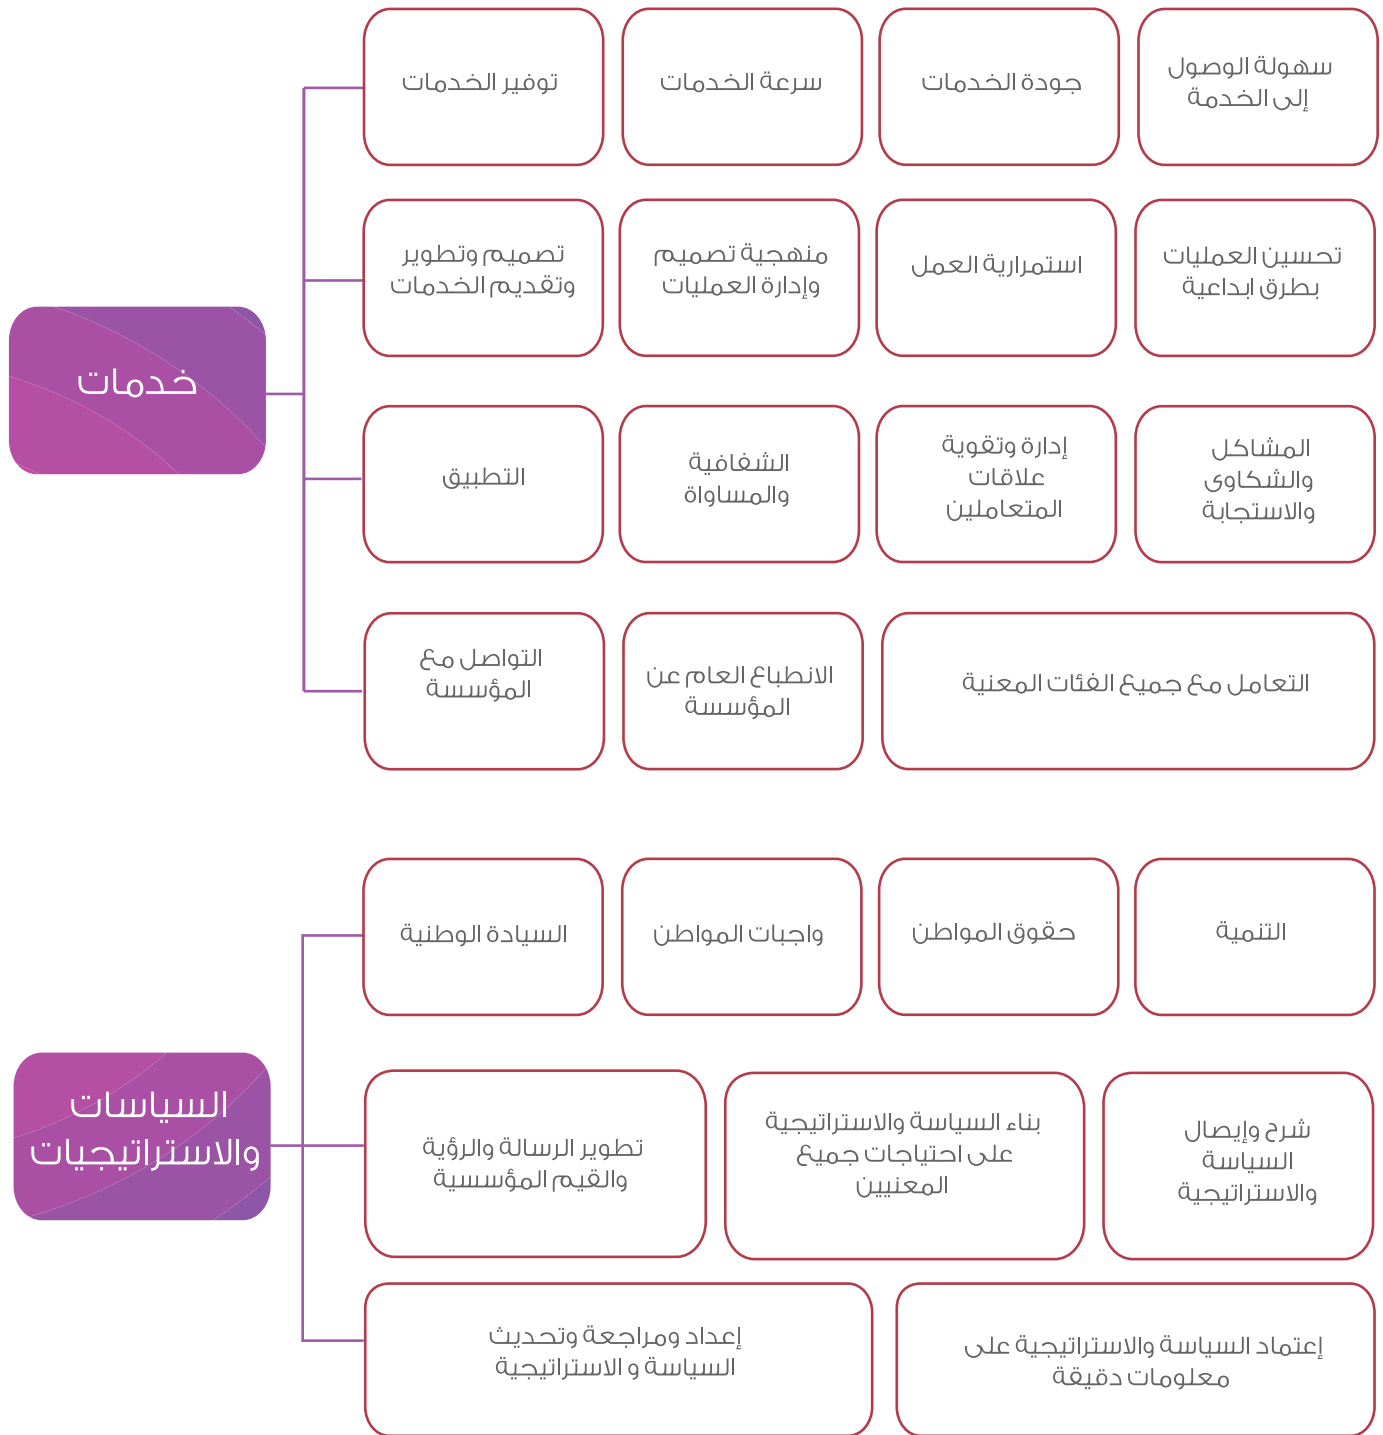 خدمات
توفير الخدمات
سرعة الخدمات
جودة الخدمات
سهولة الوصول
إلى الخدمة
تصميم وتطوير
وتقديم الخدمات
منهجية تصميم
وإدارة العمليات
استمرارية العمل
تحسين العمليات
بطرق ابداعية
التطبيق
الشفافية
والمساواة
إدارة وتقوية
علاقات
المتعاملين
المشاكل
والشكاوى
والاستجابة
التواصل مع
المؤسسة
الانطباع العام عن
المؤسسة
التعامل مع جميع الفئات المعنية
السياسات
والاستراتيجيات
السيادة الوطنية
واجبات المواطن
حقوق المواطن
التنمية
تطوير الرسالة والرؤية
والقيم المؤسسية
بناء السياسة والاستراتيجية
على احتياجات جميع
المعنيين
شرح وإيصال
السياسة
والاستراتيجية
إعداد ومراجعة وتحديث
السياسة و الاستراتيجية
إعتماد السياسة والاستراتيجية على
معلومات دقيقة